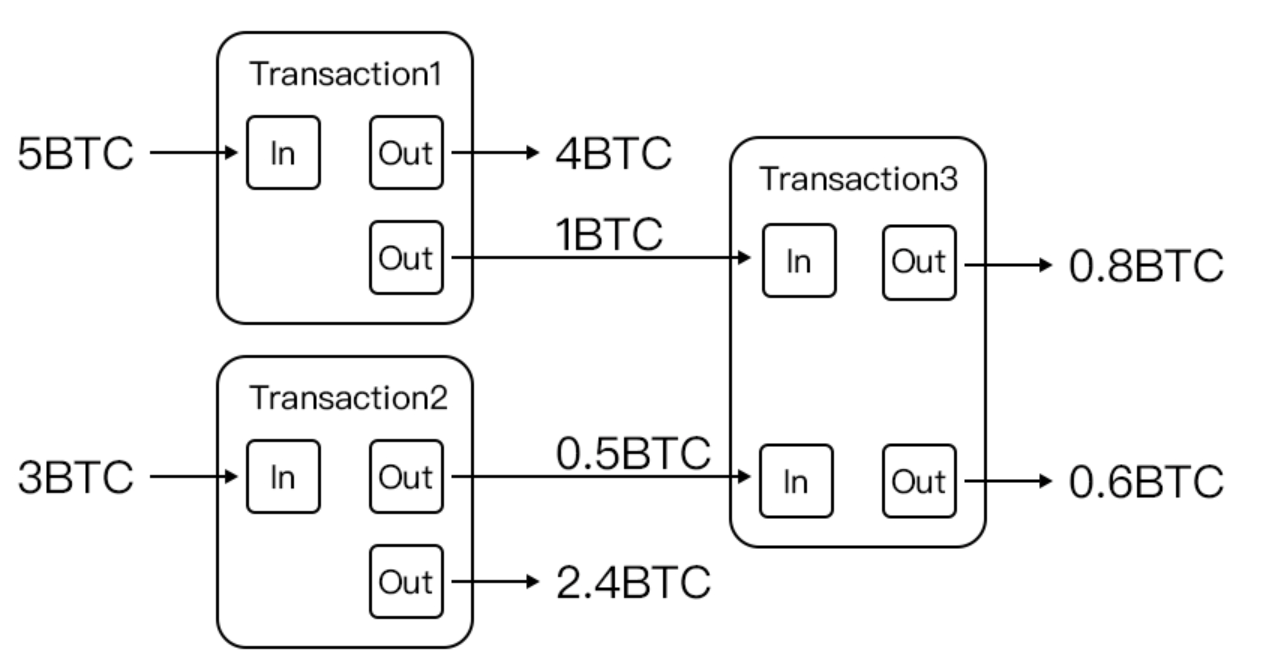 Transaction1
5BTC
In
Out
4BTC
Out
1BTC
Transaction3
In
Out
0.8BTC
Transaction2
3BTC
In
Out
0.5BTC
In
Out
0.6BTC
Out
2.4BTC